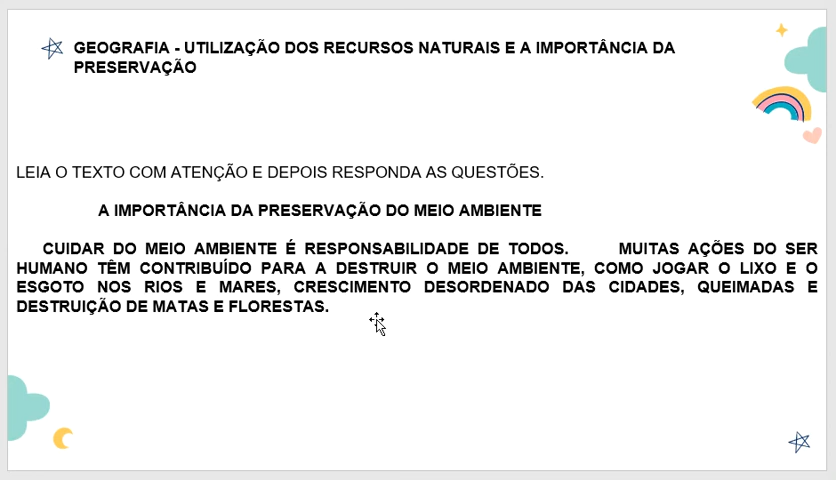 GEOGRAFIA - UTILIZAÇÃO DOS RECURSOS NATURAIS E A IMPORTÂNCIA DA
PRESERVAÇÃO
LEIA O TEXTO COM ATENÇÃO E DEPOIS RESPONDA AS QUESTÕES.
A IMPORTÂNCIA DA PRESERVAÇÃO DO MEIO AMBIENTE
CUIDAR DO MEIO AMBIENTE É RESPONSABILIDADE DE TODOS. MUITAS AÇÕES DO SER
HUMANO TÊM CONTRIBUÍDO PARA A DESTRUIR O MEIO AMBIENTE, COMO JOGAR O LIXO E O
ESGOTO NOS RIOS E MARES, CRESCIMENTO DESORDENADO DAS CIDADES, QUEIMADAS E
DESTRUIÇÃO DE MATAS E FLORESTAS.